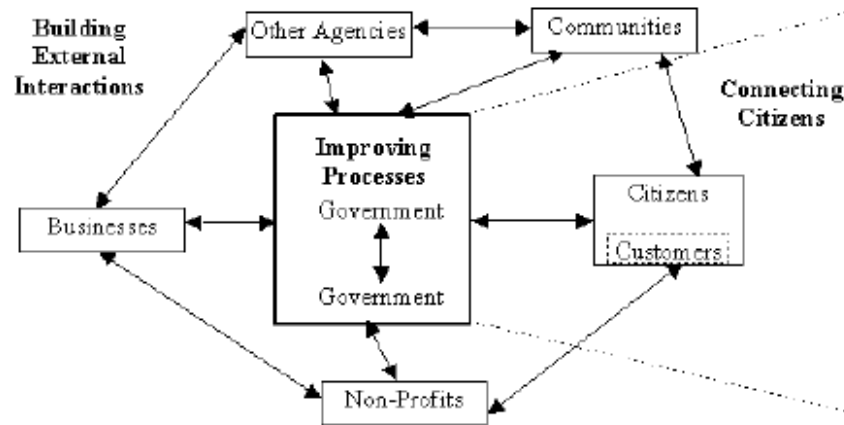 Building
External
Interactions
Other Agencies
Communities
Connecting
Citizens
Improving
Processes
Government
Government
Businesses
Citizens
Customers
Non-Profits